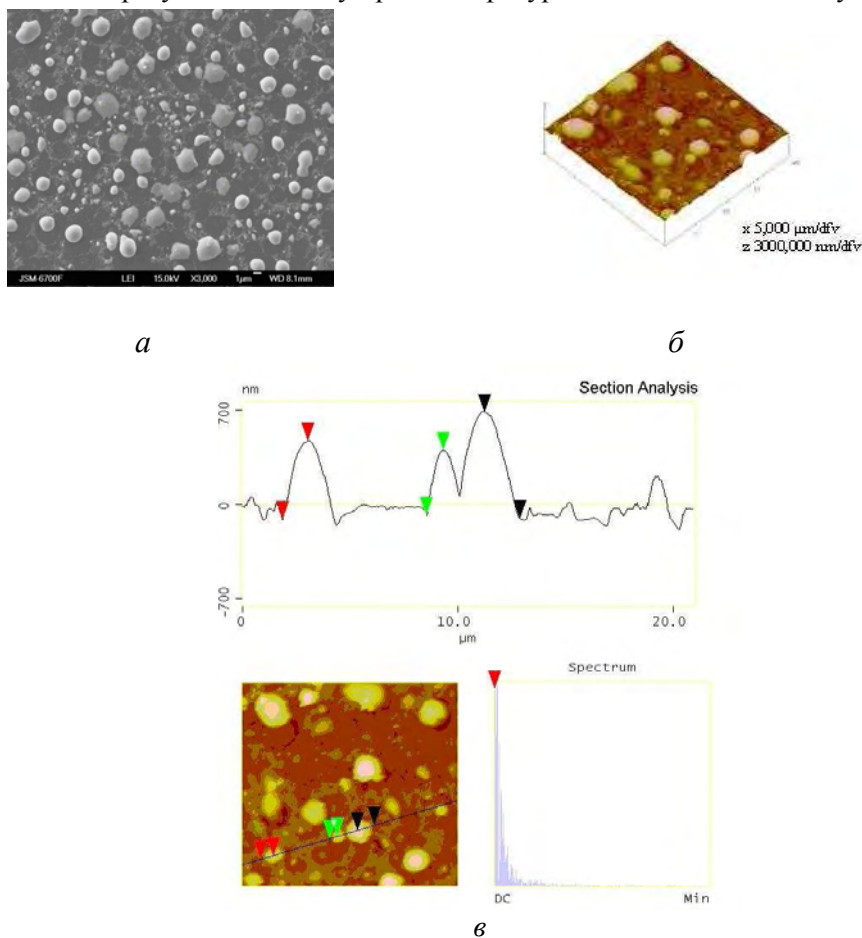 JSM-6700F LEI 15.0kV X3,000 1μm WD 8.1mm
x 5,000 μm/dfv
z 3000,000 nm/dfv
а
б
nm
Section Analysis
700
0
-700
0
10.0
20.0
μm
Spectrum
DC
Min
в